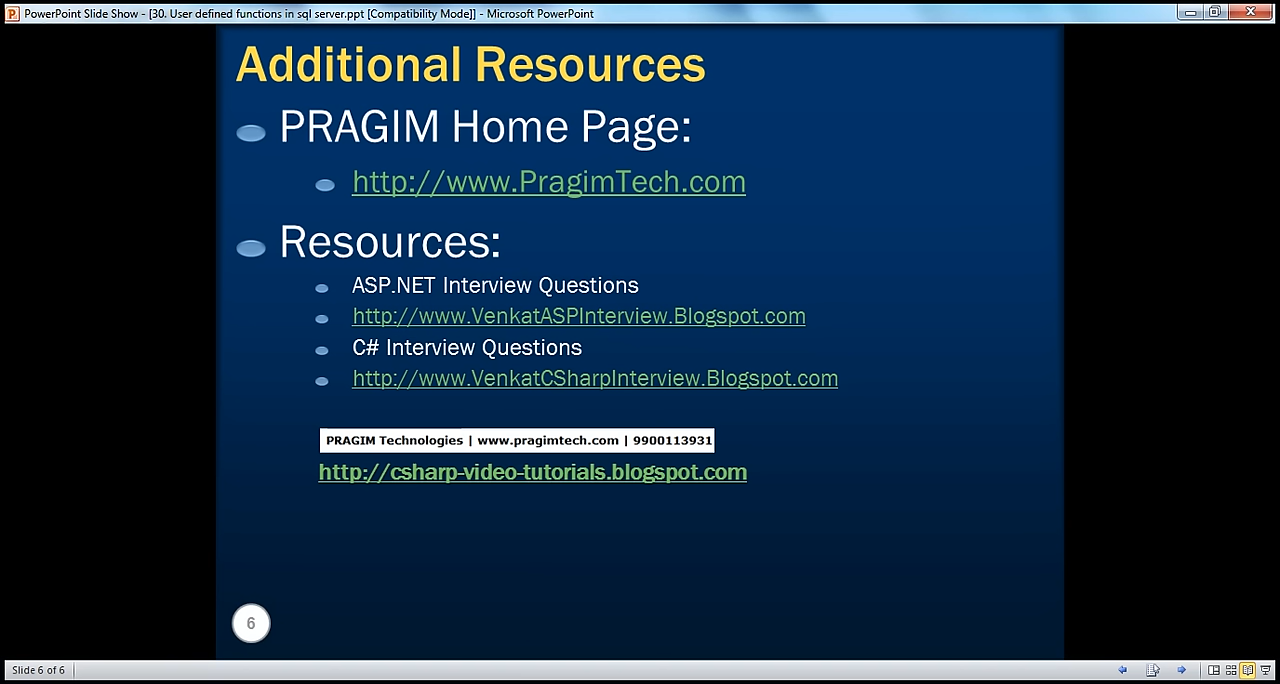 PowerPoint Slide Show - [30. User defined functions in sql server.ppt [Compatibility Mode]] - Microsoft PowerPoint
Additional Resources
PRAGIM Home Page:
http://www.PragimTech.com
Resources:
ASP.NET Interview Questions
http://www.VenkatASPInterview.Blogspot.com
C# Interview Questions
http://www.VenkatCSharpInterview.Blogspot.com
PRAGIM Technologies | www.pragimtech.com | 9900113931
http://csharp-video-tutorials.blogspot.com
6
Slide 6 of 6